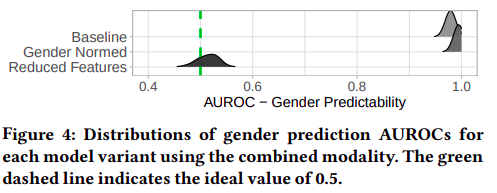 Baseline
Gender Normed
Reduced Features
0.4 0.6 0.8 1.0
AUROC − Gender Predictability
Figure 4: Distributions of gender prediction AUROCs for
each model variant using the combined modality. The green
dashed line indicates the ideal value of 0.5.